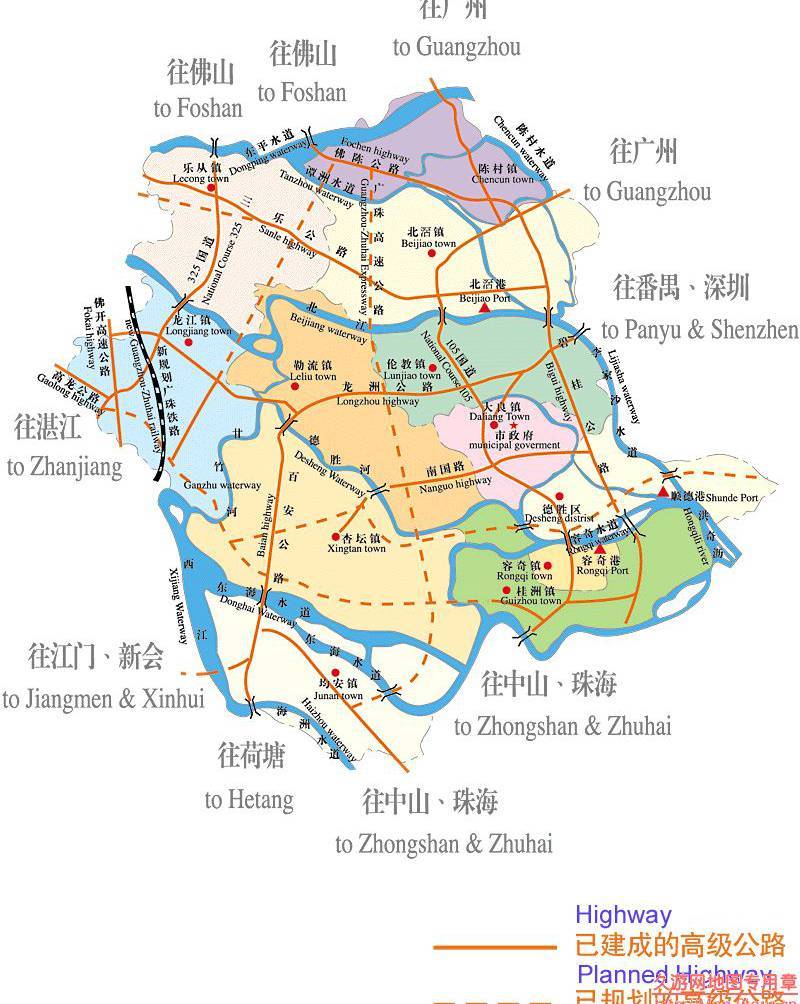 往广州
to Guangzhou
往佛山
to Foshan
往佛山
to Foshan
往广州
to Guangzhou
往番禺、深圳
to Panyu & Shenzhen
东平水道
Dongping waterway
Fochen highway
佛陈公路
潭洲水道
Tanzhou waterway
陈村水道
Chencun waterway
陈村镇
Chencun town
乐从镇
Lecong town
三乐公路
Sanle highway
325国道
National Course 325
广珠高速公路
Guangzhou-Zhuhai Expressway
北滘镇
Beijiao town
北滘港
Beijiao Port
佛开高速公路
Fokai highway
new Guangzhou-Zhuhai railway
新规划:珠铁路
龙江镇
Longjiang town
高龙公路
Gaolong highway
往湛江
to Zhanjiang
北江
Beijiang waterway
勒流镇
Leliu town
伦教镇
Lunjiao town
105国道
National Course 105
龙洲公路
Longzhou highway
碧桂公路
Bigui highway
李家沙水道
Lijiasha waterway
大良镇
Daliang Town
市政府
municipal goverment
甘竹河
Ganzhu waterway
德胜河
Desheng Waterway
南国路
Nanguo highway
百安公路
Baian highway
德胜区
Desheng distrist
顺德港Shunde Port
洪奇沥
Hongqili river
杏坛镇
Xingtan town
容奇水道
Rongqi waterway
容奇港
Rongqi Port
容奇镇
Rongqi town
桂洲镇
Guizhou town
西江
Xijiang Waterway
东海水道
Donghai Waterway
东海水道
均安镇
Junan town
海洲水道
Haizhou waterway
往江门、新会
to Jiangmen & Xinhui
往荷塘
to Hetang
往中山、珠海
to Zhongshan & Zhuhai
往中山、珠海
to Zhongshan & Zhuhai
Highway
已建成的高级公路
Planned Highway
久游网地图专用章